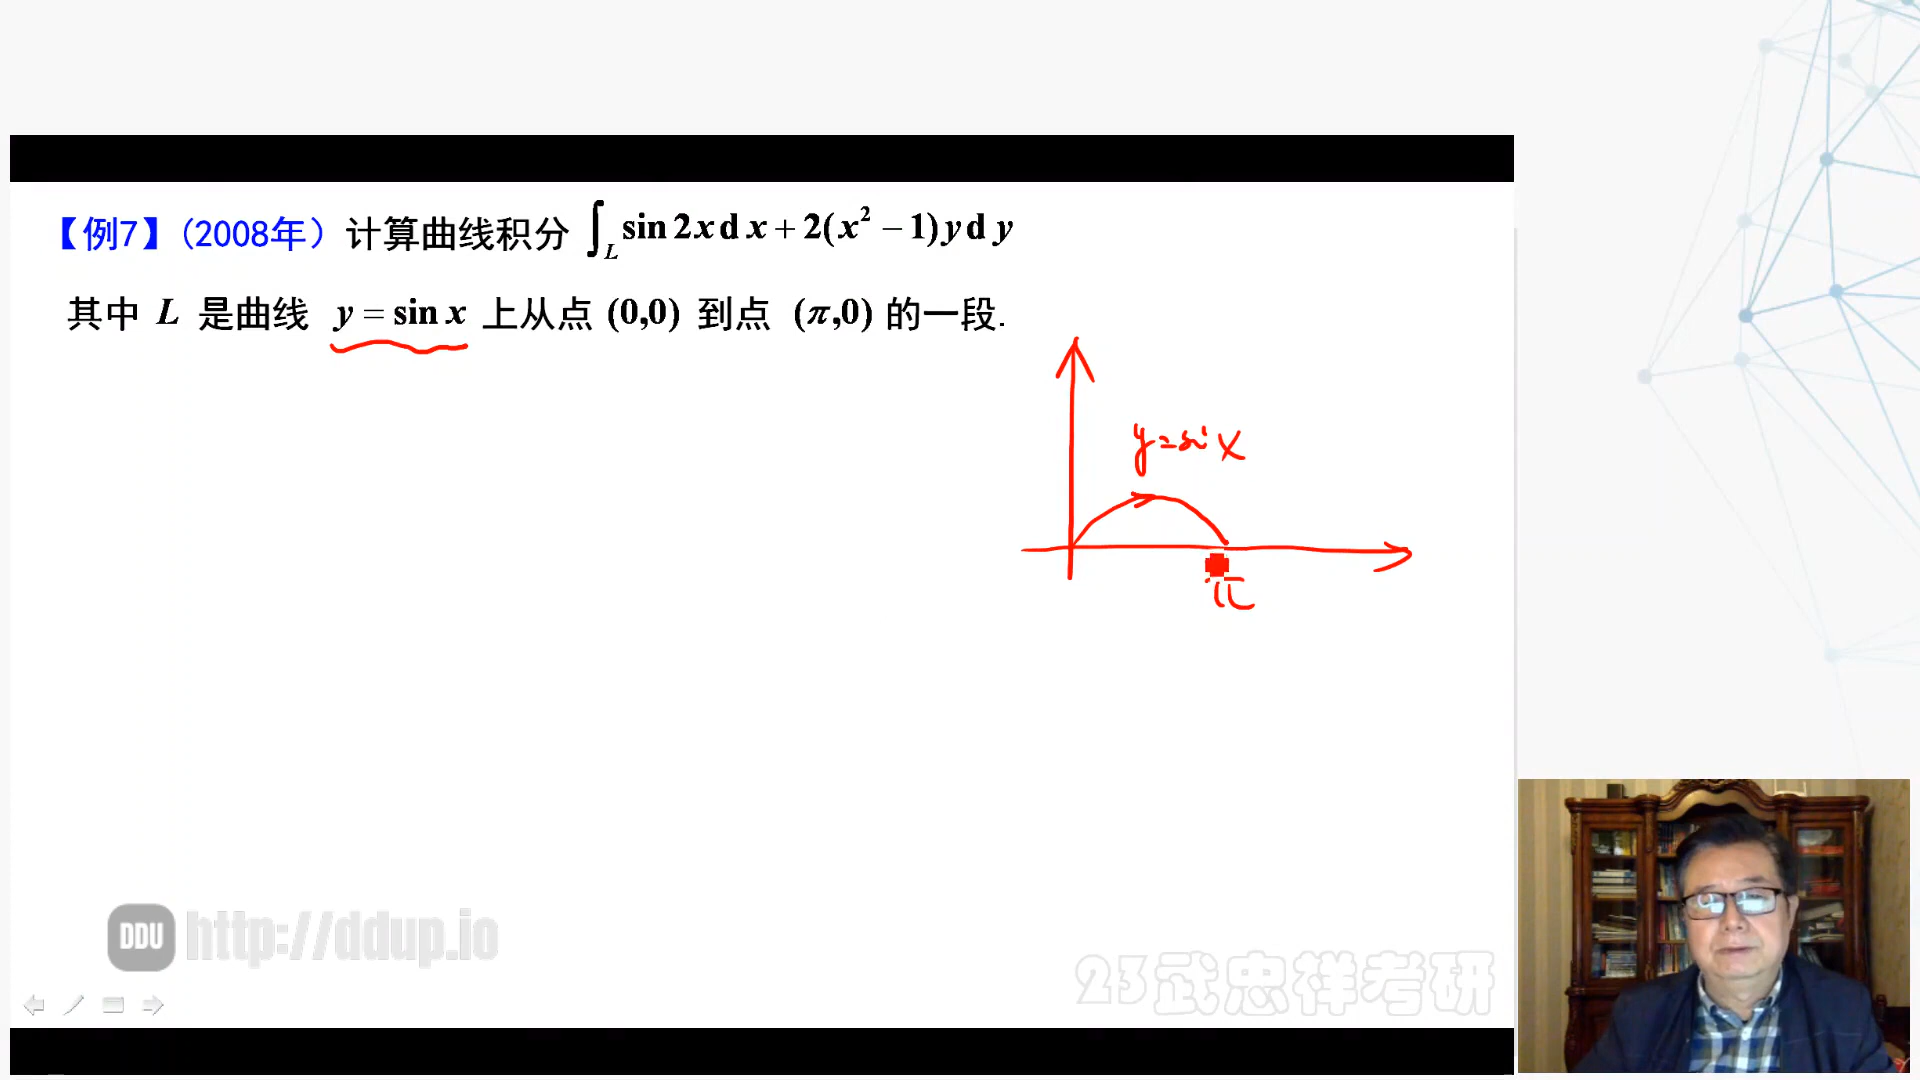 【例7】(2008年）计算曲线积分 ∫_L sin 2x d x + 2(x² − 1) y d y
其中 L 是曲线 y = sin x 上从点 (0,0) 到点 (π,0) 的一段.
y=sin x
π
DDU http://ddup.io
23武忠祥考研